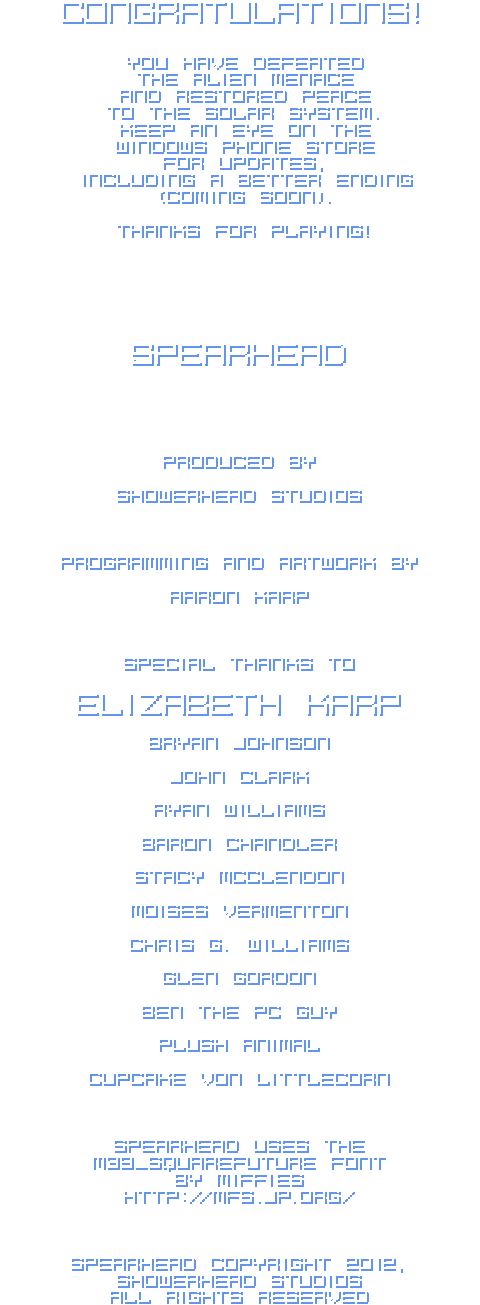 CONGRATULATIONS!
YOU HAVE DEFEATED
THE ALIEN MENACE
AND RESTORED PEACE
TO THE SOLAR SYSTEM.
KEEP AN EYE ON THE
WINDOWS PHONE STORE
FOR UPDATES,
INCLUDING A BETTER ENDING
(COMING SOON).
THANKS FOR PLAYING!
SPEARHEAD
PRODUCED BY
SHOWERHEAD STUDIOS
PROGRAMMING AND ARTWORK BY
AARON KARP
SPECIAL THANKS TO
ELIZABETH KARP
BRYAN JOHNSON
JOHN CLARK
RYAN WILLIAMS
BARON CHANDLER
STACY MCCLENDON
MOISES VERMENTON
CHRIS G. WILLIAMS
GLEN GORDON
BEN THE PC GUY
PLUSH ANIMAL
CUPCAKE VON LITTLECORN
SPEARHEAD USES THE
M39_SQUAREFUTURE FONT
BY MIFFIES
HTTP://MFS.JP.ORG/
SPEARHEAD COPYRIGHT 2012,
SHOWERHEAD STUDIOS
ALL RIGHTS RESERVED